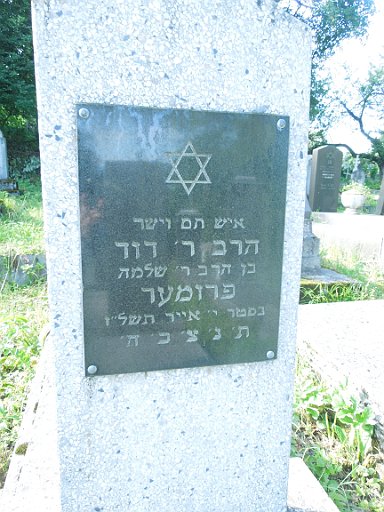 איש תם וישר
הרב ר׳ דוד
בן הרב ר׳ שלמה
פרומער
נפטר י׳ אייר תשל״ו
ת׳ נ׳ צ׳ ב׳ ה׳